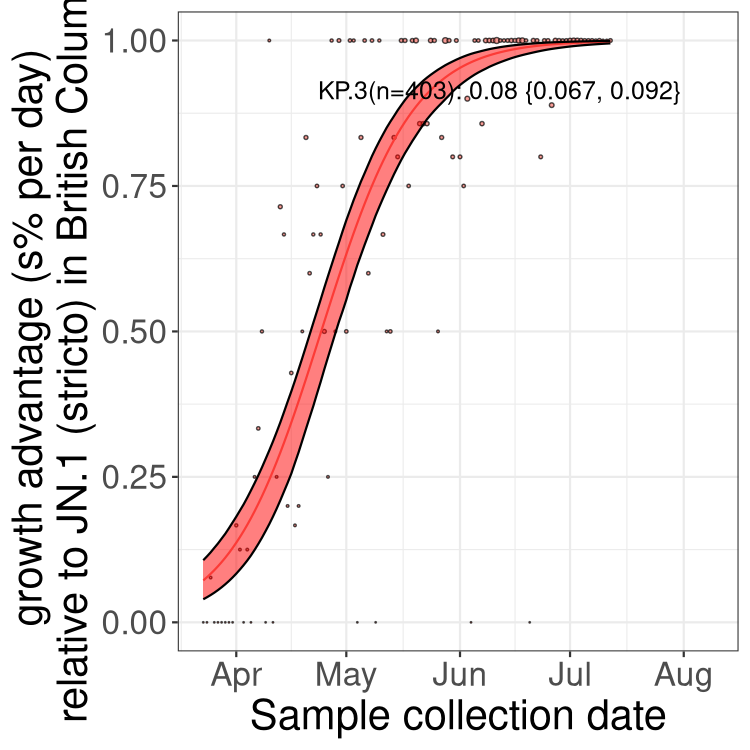 growth advantage (s% per day)
relative to JN.1 (stricto) in British Colum
1.00
0.75
0.50
0.25
0.00
KP.3(n=403): 0.08 {0.067, 0.092}
Apr May Jun Jul Aug
Sample collection date